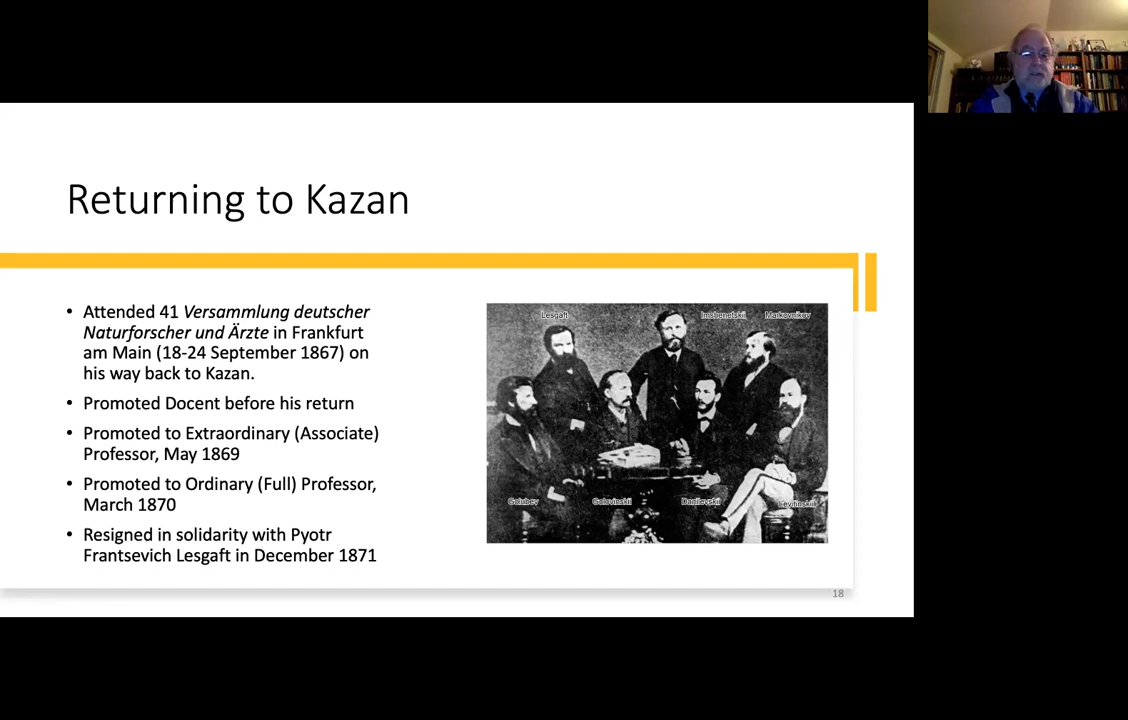 Returning to Kazan
• Attended 41 Versammlung deutscher
Naturforscher und Ärzte in Frankfurt
am Main (18-24 September 1867) on
his way back to Kazan.
• Promoted Docent before his return
• Promoted to Extraordinary (Associate)
Professor, May 1869
• Promoted to Ordinary (Full) Professor,
March 1870
• Resigned in solidarity with Pyotr
Frantsevich Lesgaft in December 1871
Lesgaft Imshenetskii Markovnikov
Golubev Golovinskii Danilevskii Levitinskii
18